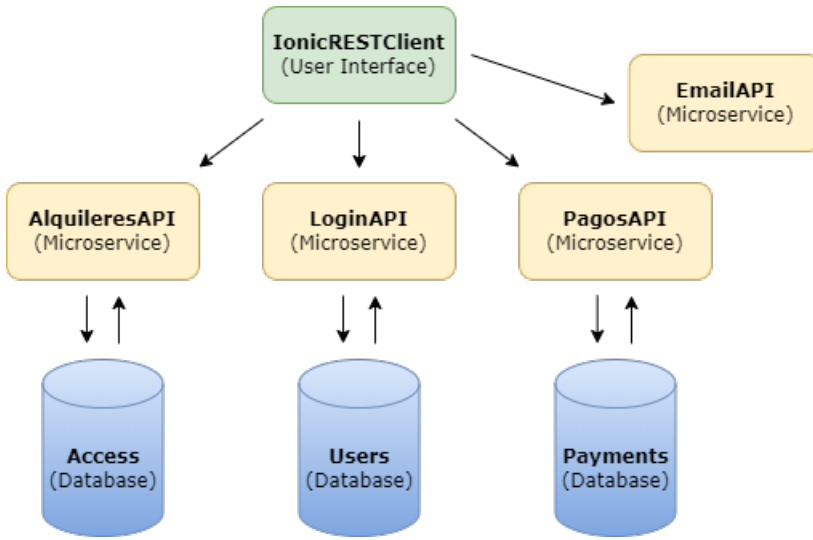 IonicRESTClient
(User Interface)
EmailAPI
(Microservice)
AlquileresAPI
(Microservice)
LoginAPI
(Microservice)
PagosAPI
(Microservice)
Access
(Database)
Users
(Database)
Payments
(Database)